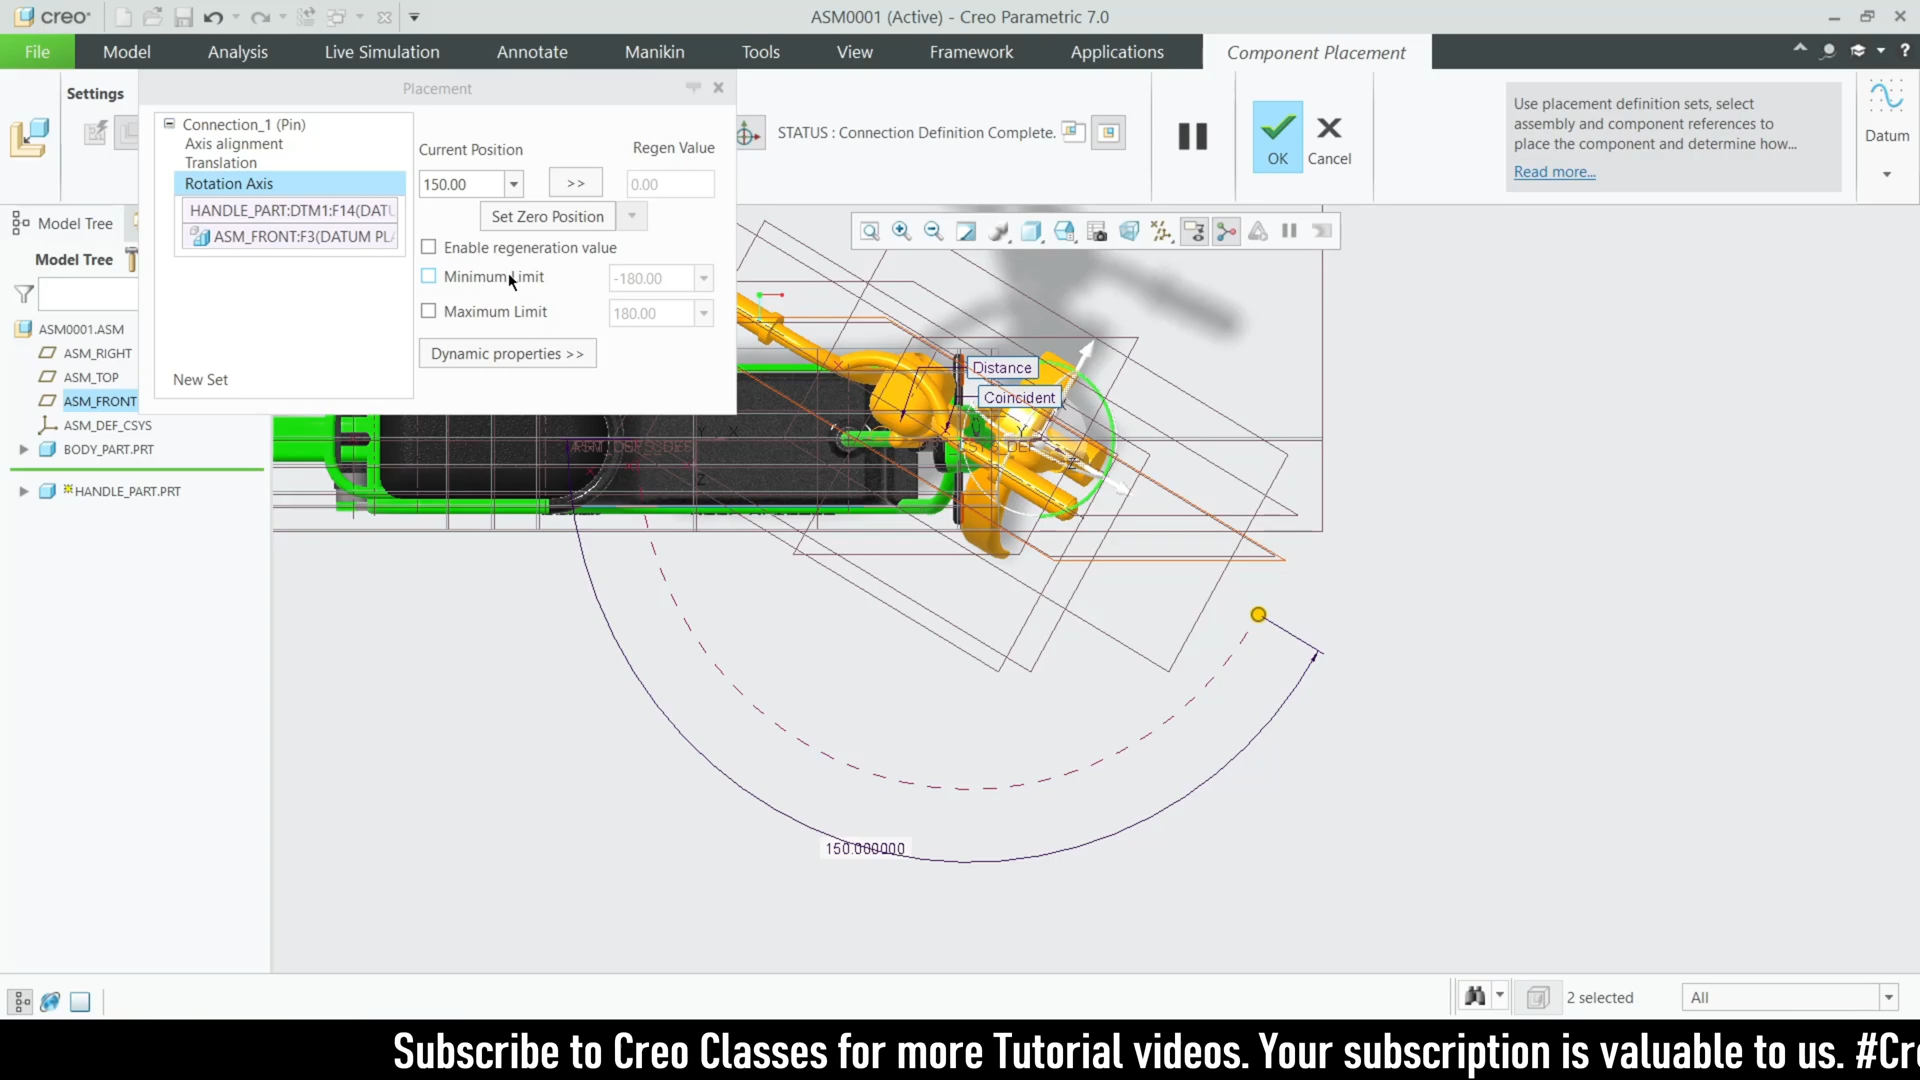 creo
ASM0001 (Active) - Creo Parametric 7.0
File
Model
Analysis
Live Simulation
Annotate
Manikin
Tools
View
Framework
Applications
Component Placement
Settings
Placement
Connection_1 (Pin)
Axis alignment
Translation
Rotation Axis
HANDLE_PART:DTM1:F14(DATU
ASM_FRONT:F3(DATUM PLA
New Set
Current Position
Regen Value
150.00
>>
0.00
Set Zero Position
Enable regeneration value
Minimum Limit
-180.00
Maximum Limit
180.00
Dynamic properties >>
STATUS : Connection Definition Complete.
OK
Cancel
Use placement definition sets, select
assembly and component references to
place the component and determine how...
Read more...
Datum
Model Tree
Model Tree
ASM0001.ASM
ASM_RIGHT
ASM_TOP
ASM_FRONT
ASM_DEF_CSYS
BODY_PART.PRT
HANDLE_PART.PRT
Distance
Coincident
150.000000
2 selected
All
Subscribe to Creo Classes for more Tutorial videos. Your subscription is valuable to us. #Cr